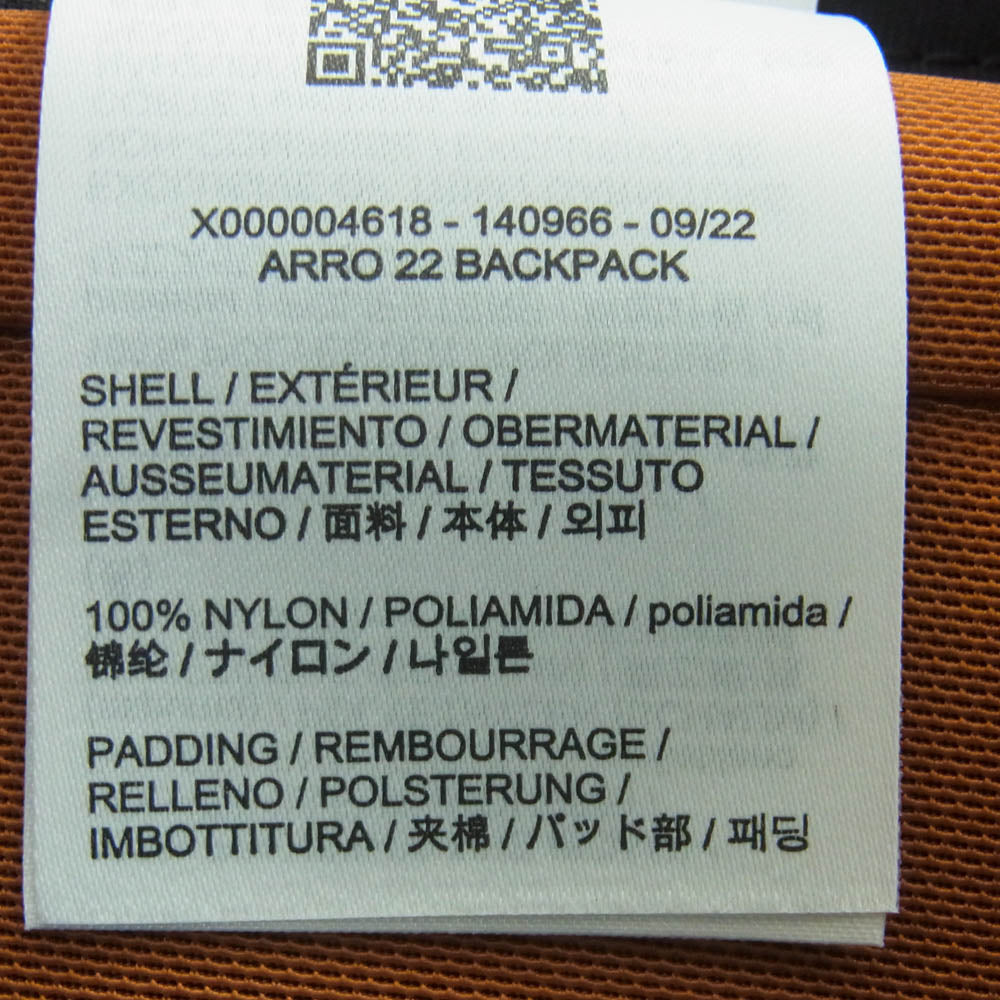 X000004618 - 140966 - 09/22
ARRO 22 BACKPACK
SHELL / EXTÉRIEUR /
REVESTIMIENTO / OBERMATERIAL /
AUSSEUMATERIAL / TESSUTO
ESTERNO / 面料 / 本体 / 외피
100% NYLON / POLIAMIDA / poliamida /
锦纶 / ナイロン / 나일론
PADDING / REMBOURRAGE /
RELLENO / POLSTERUNG /
IMBOTTITURA / 夹棉 / パッド部 / 패딩